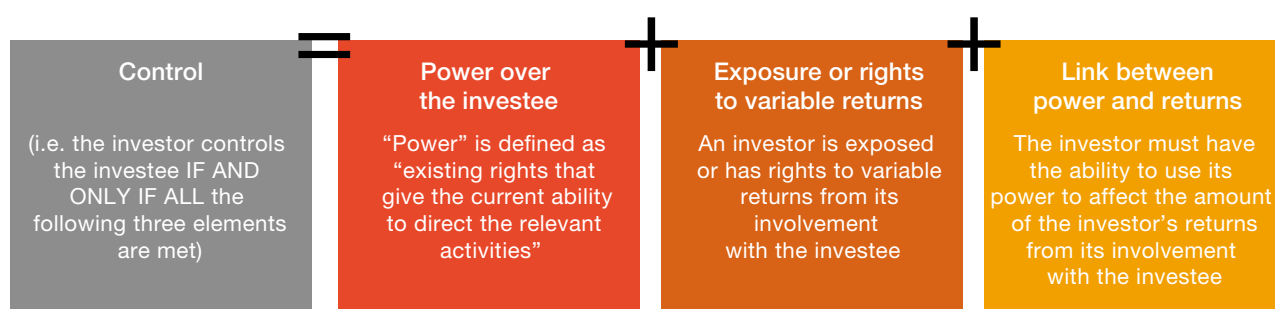 Control
(i.e. the investor controls
the investee IF AND
ONLY IF ALL the
following three elements
are met)
=
Power over
the investee
“Power” is defined as
“existing rights that
give the current ability
to direct the relevant
activities”
+
Exposure or rights
to variable returns
An investor is exposed
or has rights to variable
returns from its
involvement
with the investee
+
Link between
power and returns
The investor must have
the ability to use its
power to affect the amount
of the investor’s returns
from its involvement
with the investee